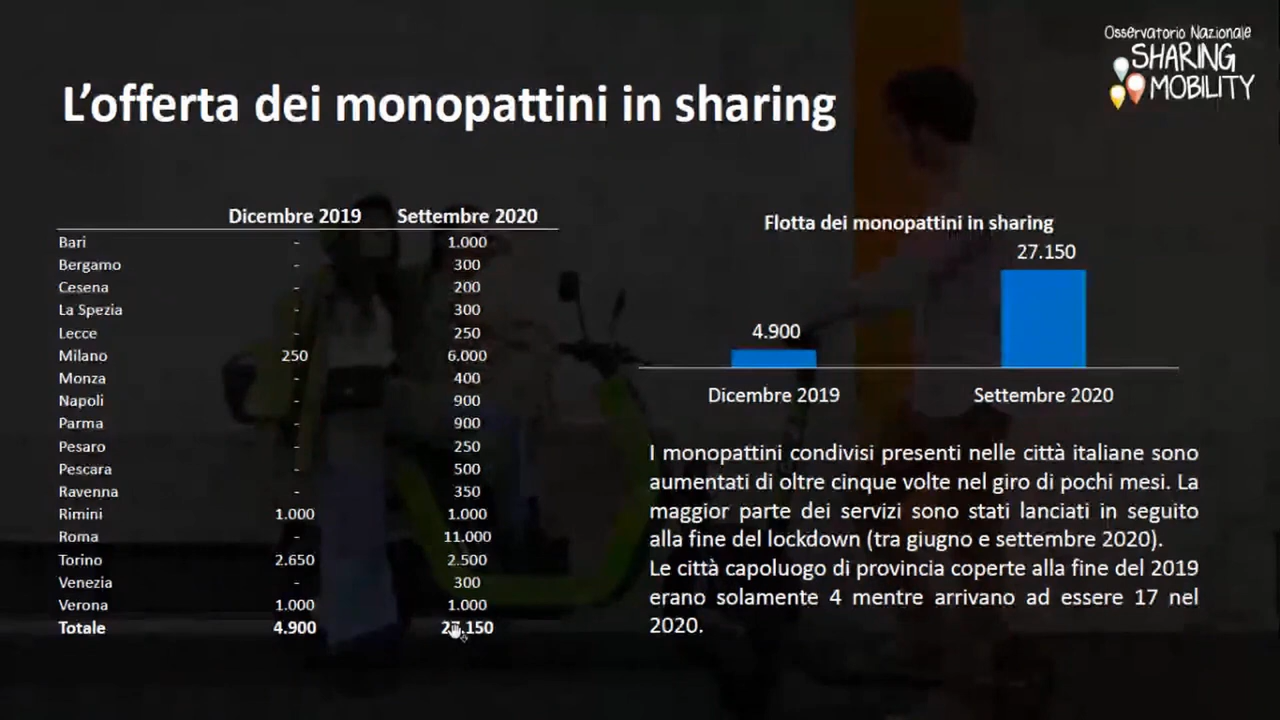 Osservatorio Nazionale
SHARING
MOBILITY
L'offerta dei monopattini in sharing
Dicembre 2019 Settembre 2020
Bari - 1.000
Bergamo - 300
Cesena - 200
La Spezia - 300
Lecce - 250
Milano 250 6.000
Monza - 400
Napoli - 900
Parma - 900
Pesaro - 250
Pescara - 500
Ravenna - 350
Rimini 1.000 1.000
Roma - 11.000
Torino 2.650 2.500
Venezia - 300
Verona 1.000 1.000
Totale 4.900 27.150
Flotta dei monopattini in sharing
27.150
4.900
Dicembre 2019 Settembre 2020
I monopattini condivisi presenti nelle città italiane sono
aumentati di oltre cinque volte nel giro di pochi mesi. La
maggior parte dei servizi sono stati lanciati in seguito
alla fine del lockdown (tra giugno e settembre 2020).
Le città capoluogo di provincia coperte alla fine del 2019
erano solamente 4 mentre arrivano ad essere 17 nel
2020.